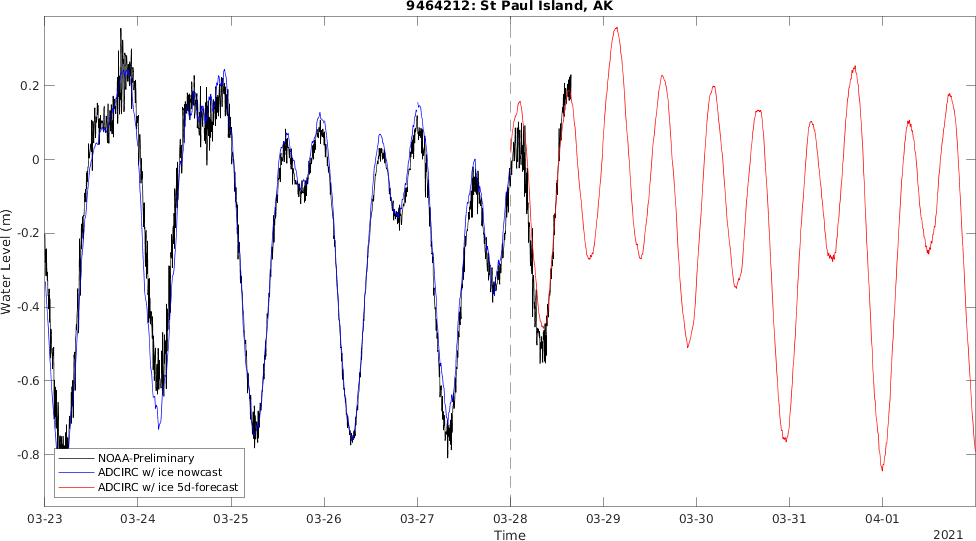 9464212: St Paul Island, AK
Water Level (m)
0.2
0
-0.2
-0.4
-0.6
-0.8
NOAA-Preliminary
ADCIRC w/ ice nowcast
ADCIRC w/ ice 5d-forecast
03-23 03-24 03-25 03-26 03-27 03-28 03-29 03-30 03-31 04-01
Time
2021